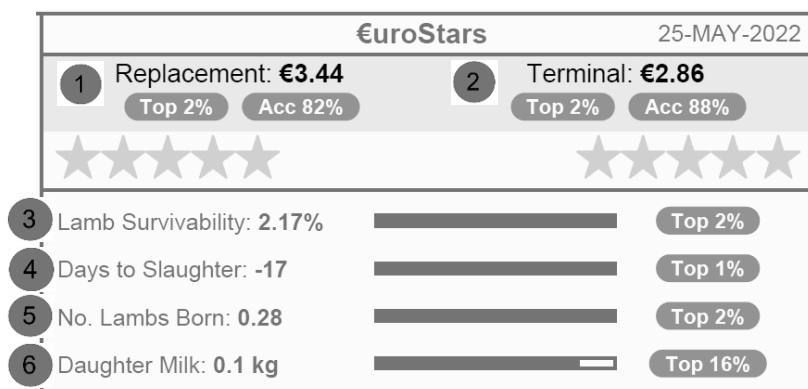 €uroStars 25-MAY-2022
1 Replacement: €3.44 2 Terminal: €2.86
Top 2% Acc 82% Top 2% Acc 88%
3 Lamb Survivability: 2.17% Top 2%
4 Days to Slaughter: -17 Top 1%
5 No. Lambs Born: 0.28 Top 2%
6 Daughter Milk: 0.1 kg Top 16%